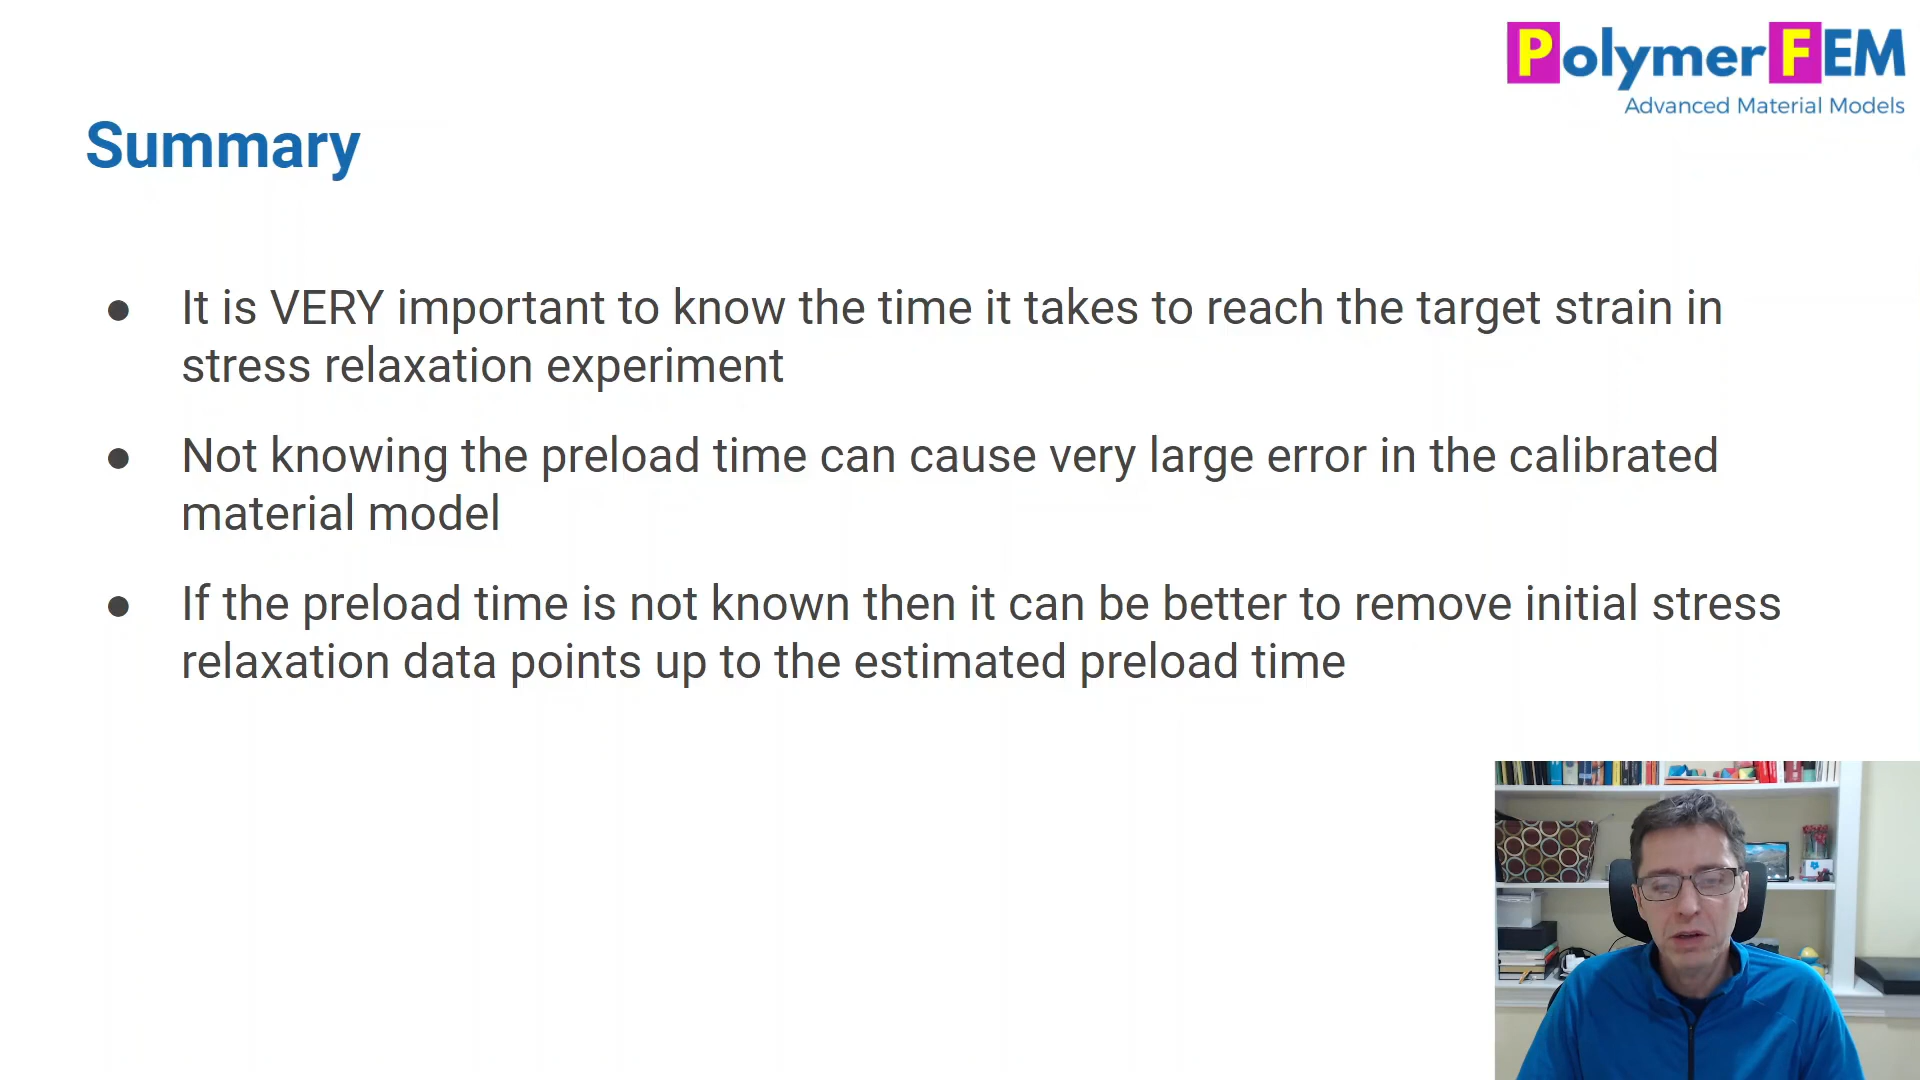 PolymerFEM
Advanced Material Models
Summary
● It is VERY important to know the time it takes to reach the target strain in
stress relaxation experiment
● Not knowing the preload time can cause very large error in the calibrated
material model
● If the preload time is not known then it can be better to remove initial stress
relaxation data points up to the estimated preload time